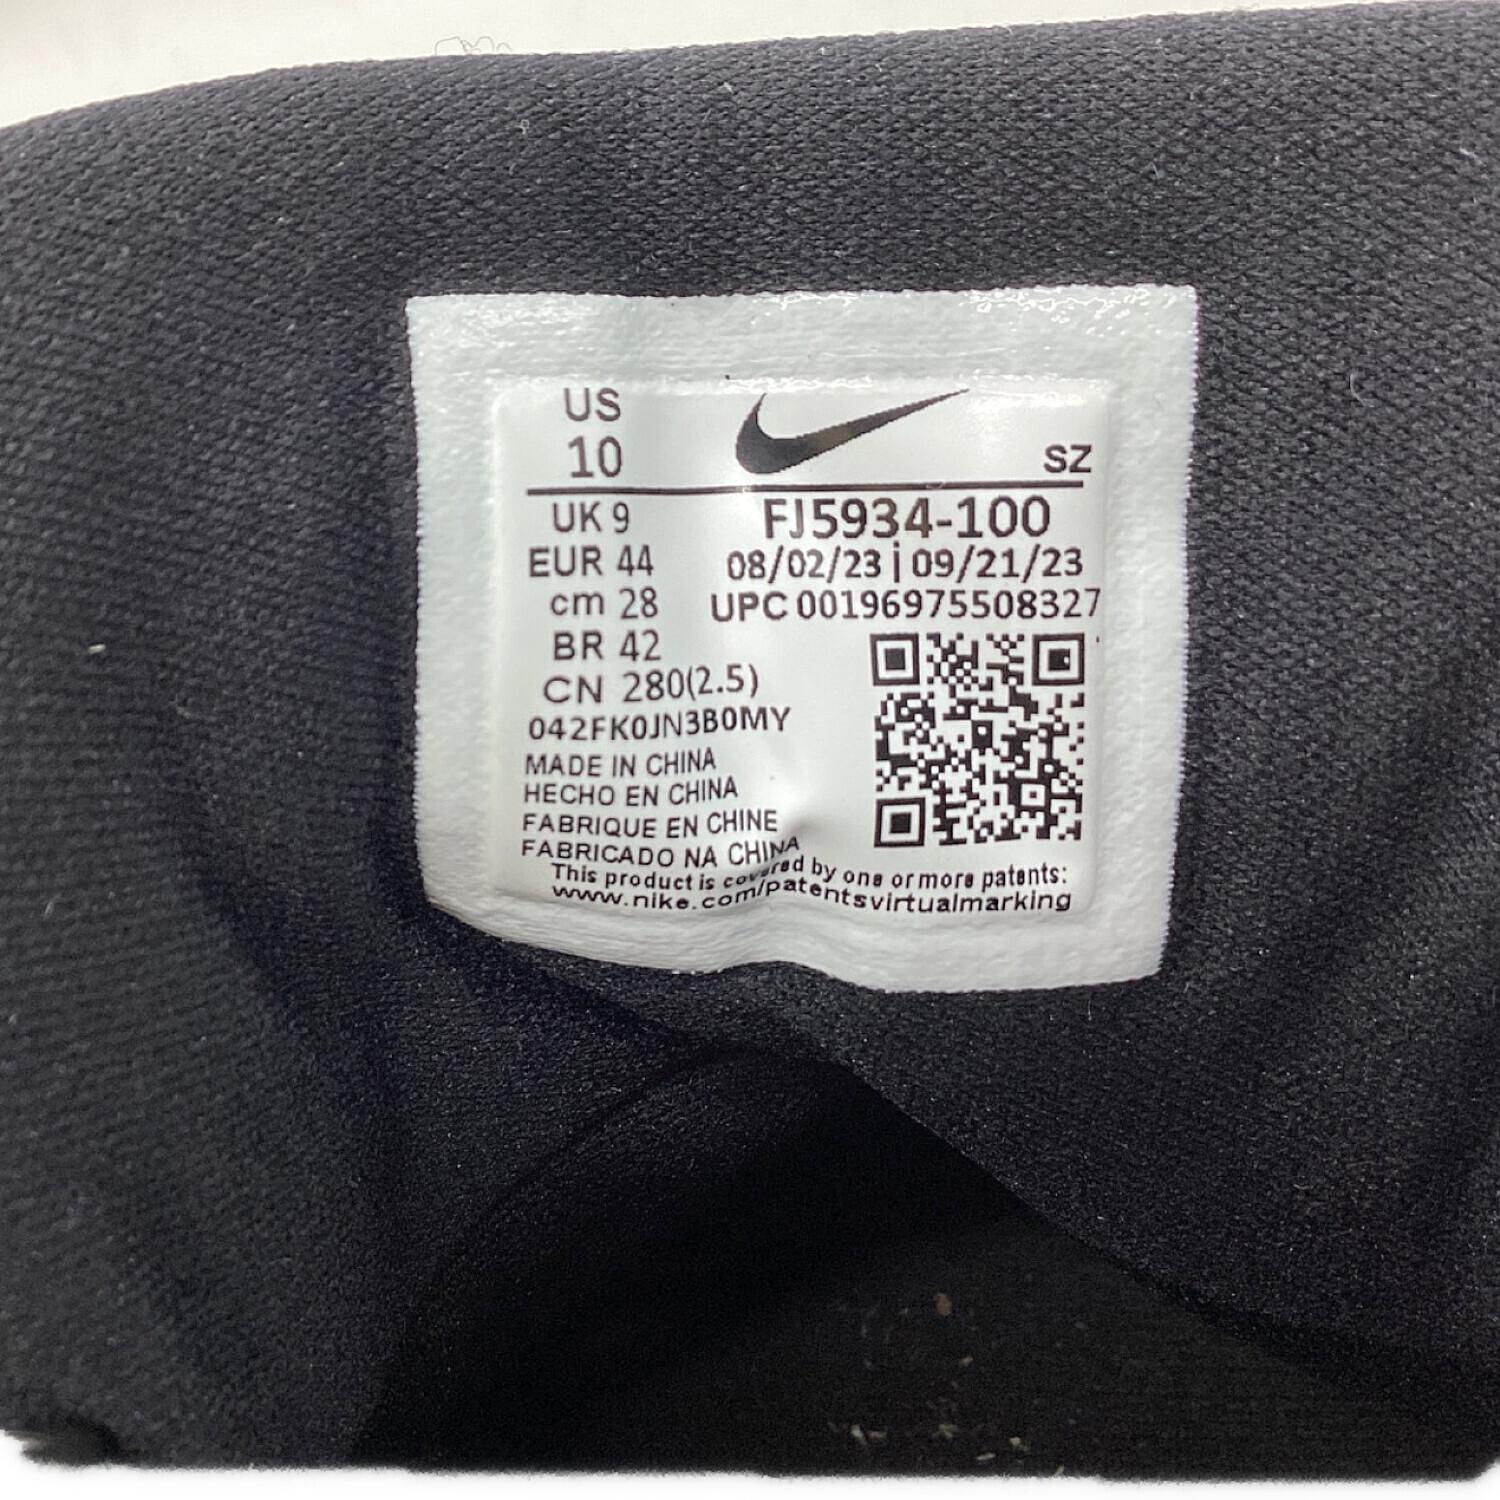 US
10
SZ
UK 9
FJ5934-100
EUR 44
08/02/23 | 09/21/23
cm 28
UPC 00196975508327
BR 42
CN 280(2.5)
042FK0JN3B0MY
MADE IN CHINA
HECHO EN CHINA
FABRIQUE EN CHINE
FABRICADO NA CHINA
This product is covered by one or more patents:
www.nike.com/patentsvirtualmarking